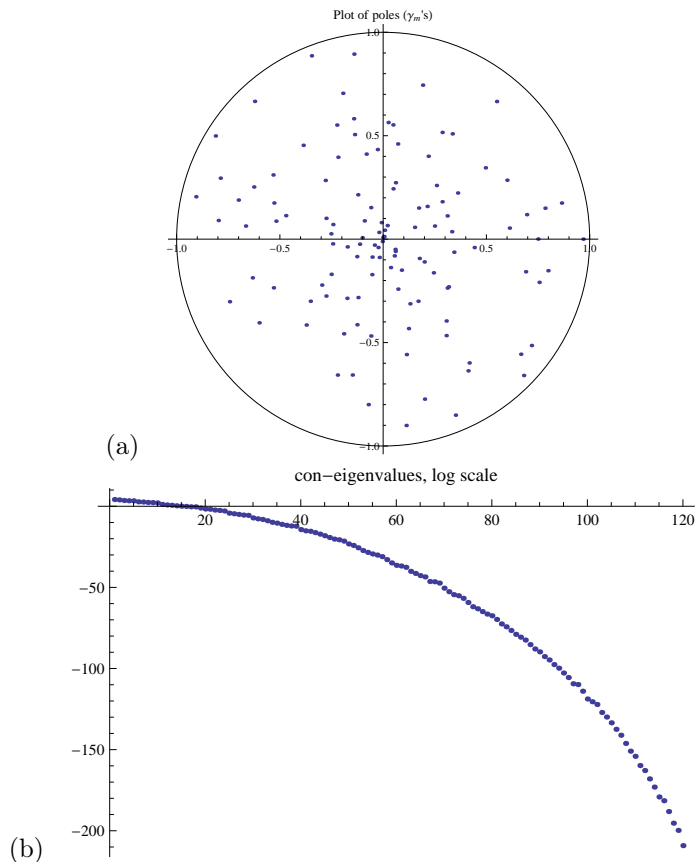 Plot of poles (γₘ's)
1.0
0.5
-1.0 -0.5 0.5 1.0
-0.5
-1.0
(a)
con-eigenvalues, log scale
20 40 60 80 100 120
-50
-100
-150
-200
(b)